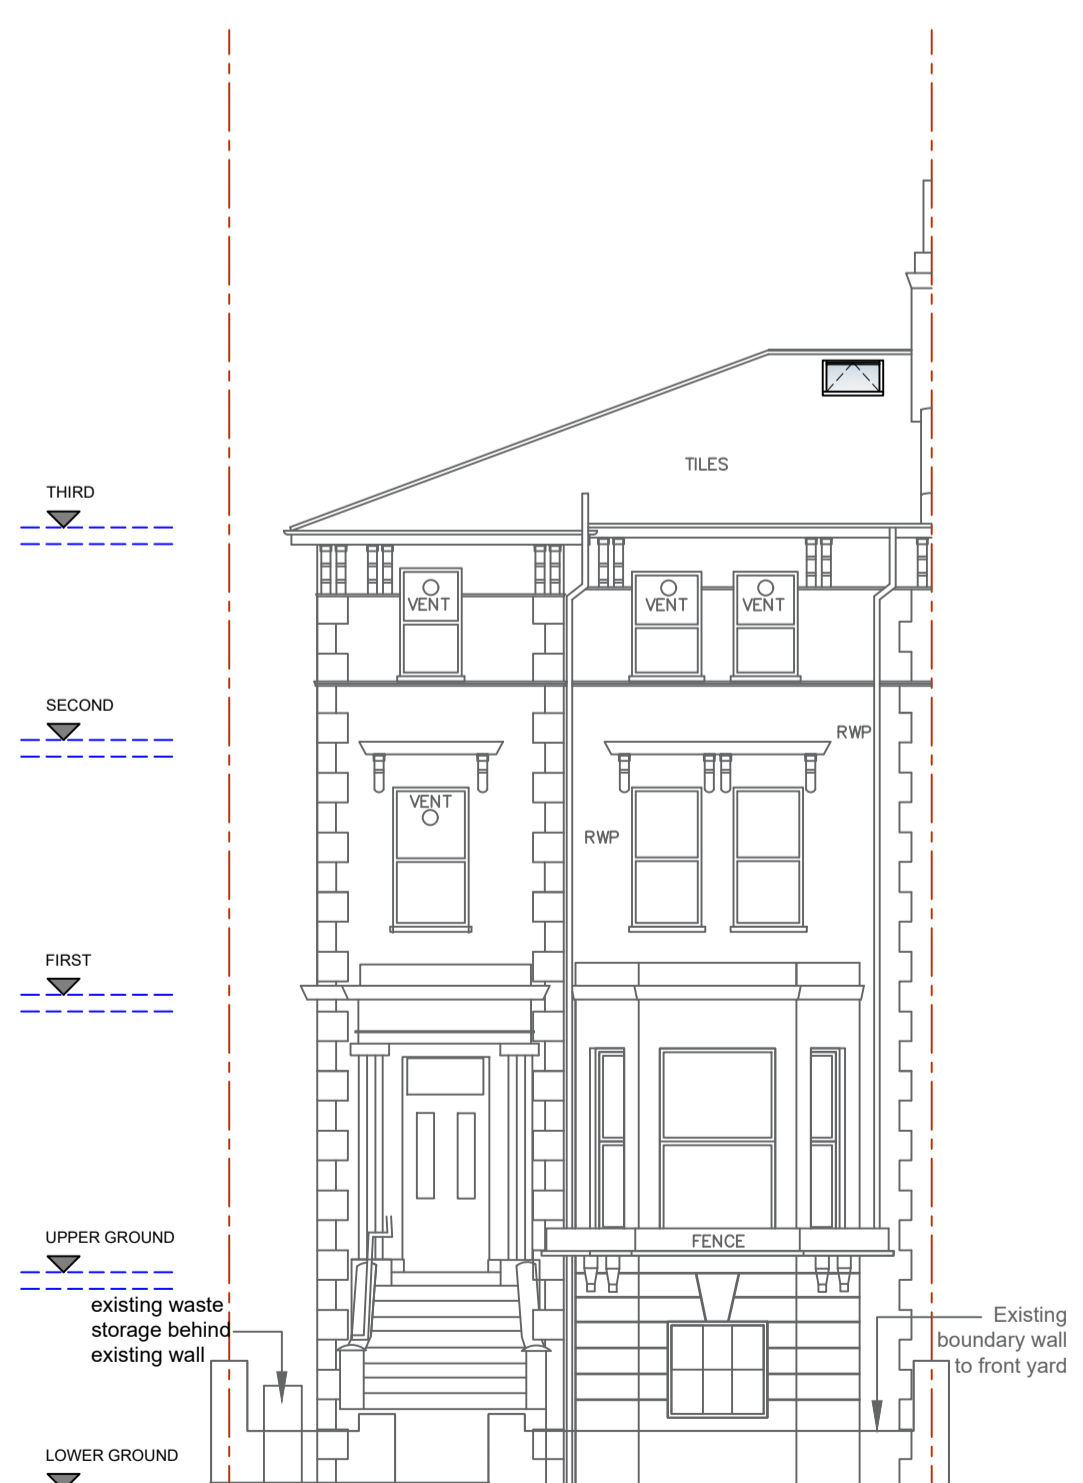 TILES
THIRD
VENT
VENT
VENT
SECOND
RWP
VENT
RWP
FIRST
UPPER GROUND
FENCE
existing waste
storage behind
existing wall
Existing
boundary wall
to front yard
LOWER GROUND